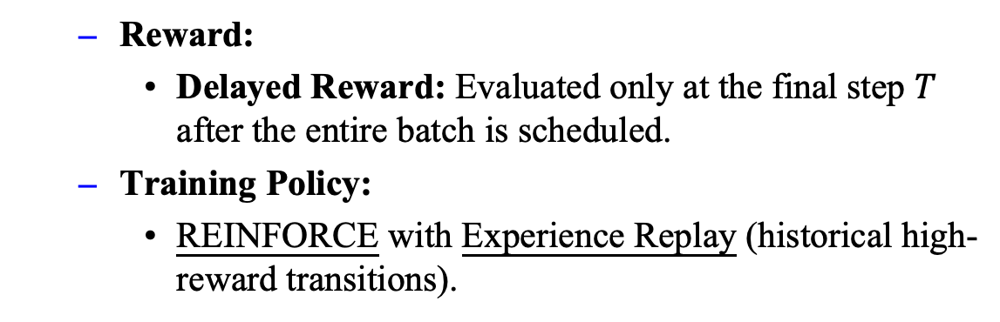 – Reward:
• Delayed Reward: Evaluated only at the final step T
after the entire batch is scheduled.
– Training Policy:
• REINFORCE with Experience Replay (historical high-
reward transitions).